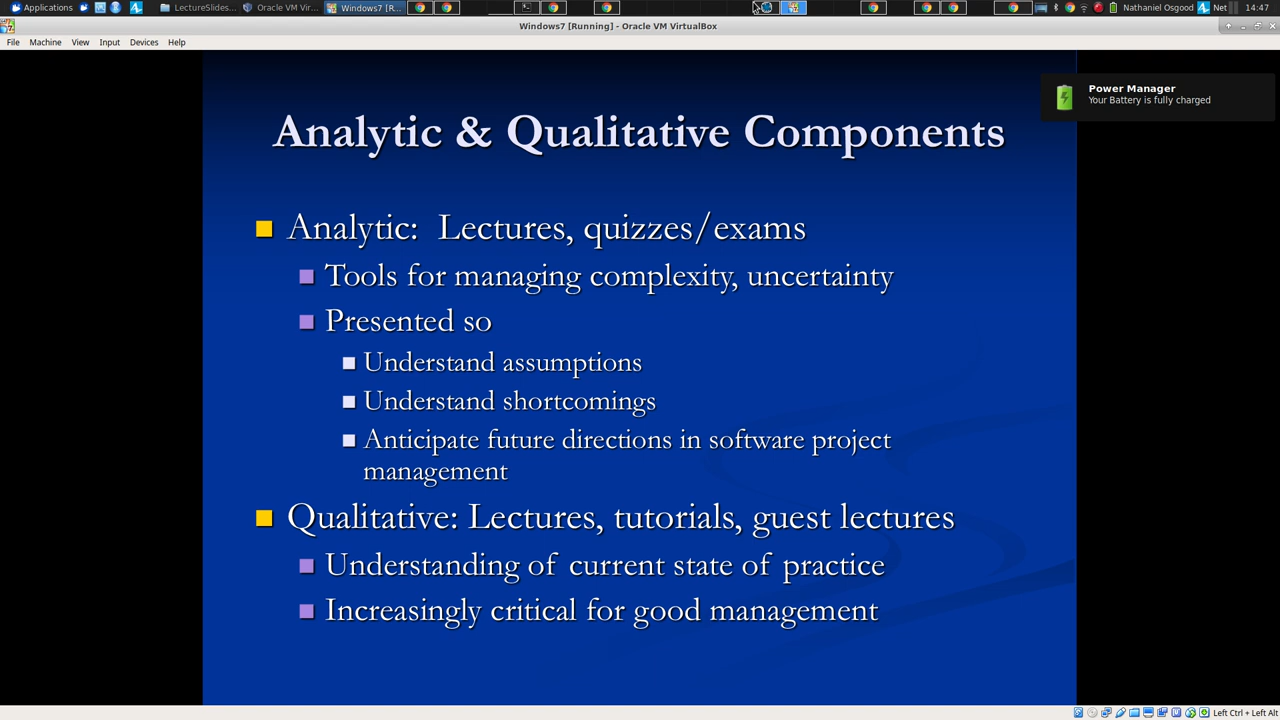 Applications
LectureSlides...
Oracle VM Vir...
Windows7 [R...
Nathaniel Osgood
Net
14:47
Windows7 [Running] - Oracle VM VirtualBox
File Machine View Input Devices Help
Power Manager
Your Battery is fully charged
Analytic & Qualitative Components
Analytic: Lectures, quizzes/exams
Tools for managing complexity, uncertainty
Presented so
Understand assumptions
Understand shortcomings
Anticipate future directions in software project
management
Qualitative: Lectures, tutorials, guest lectures
Understanding of current state of practice
Increasingly critical for good management
Left Ctrl + Left Alt